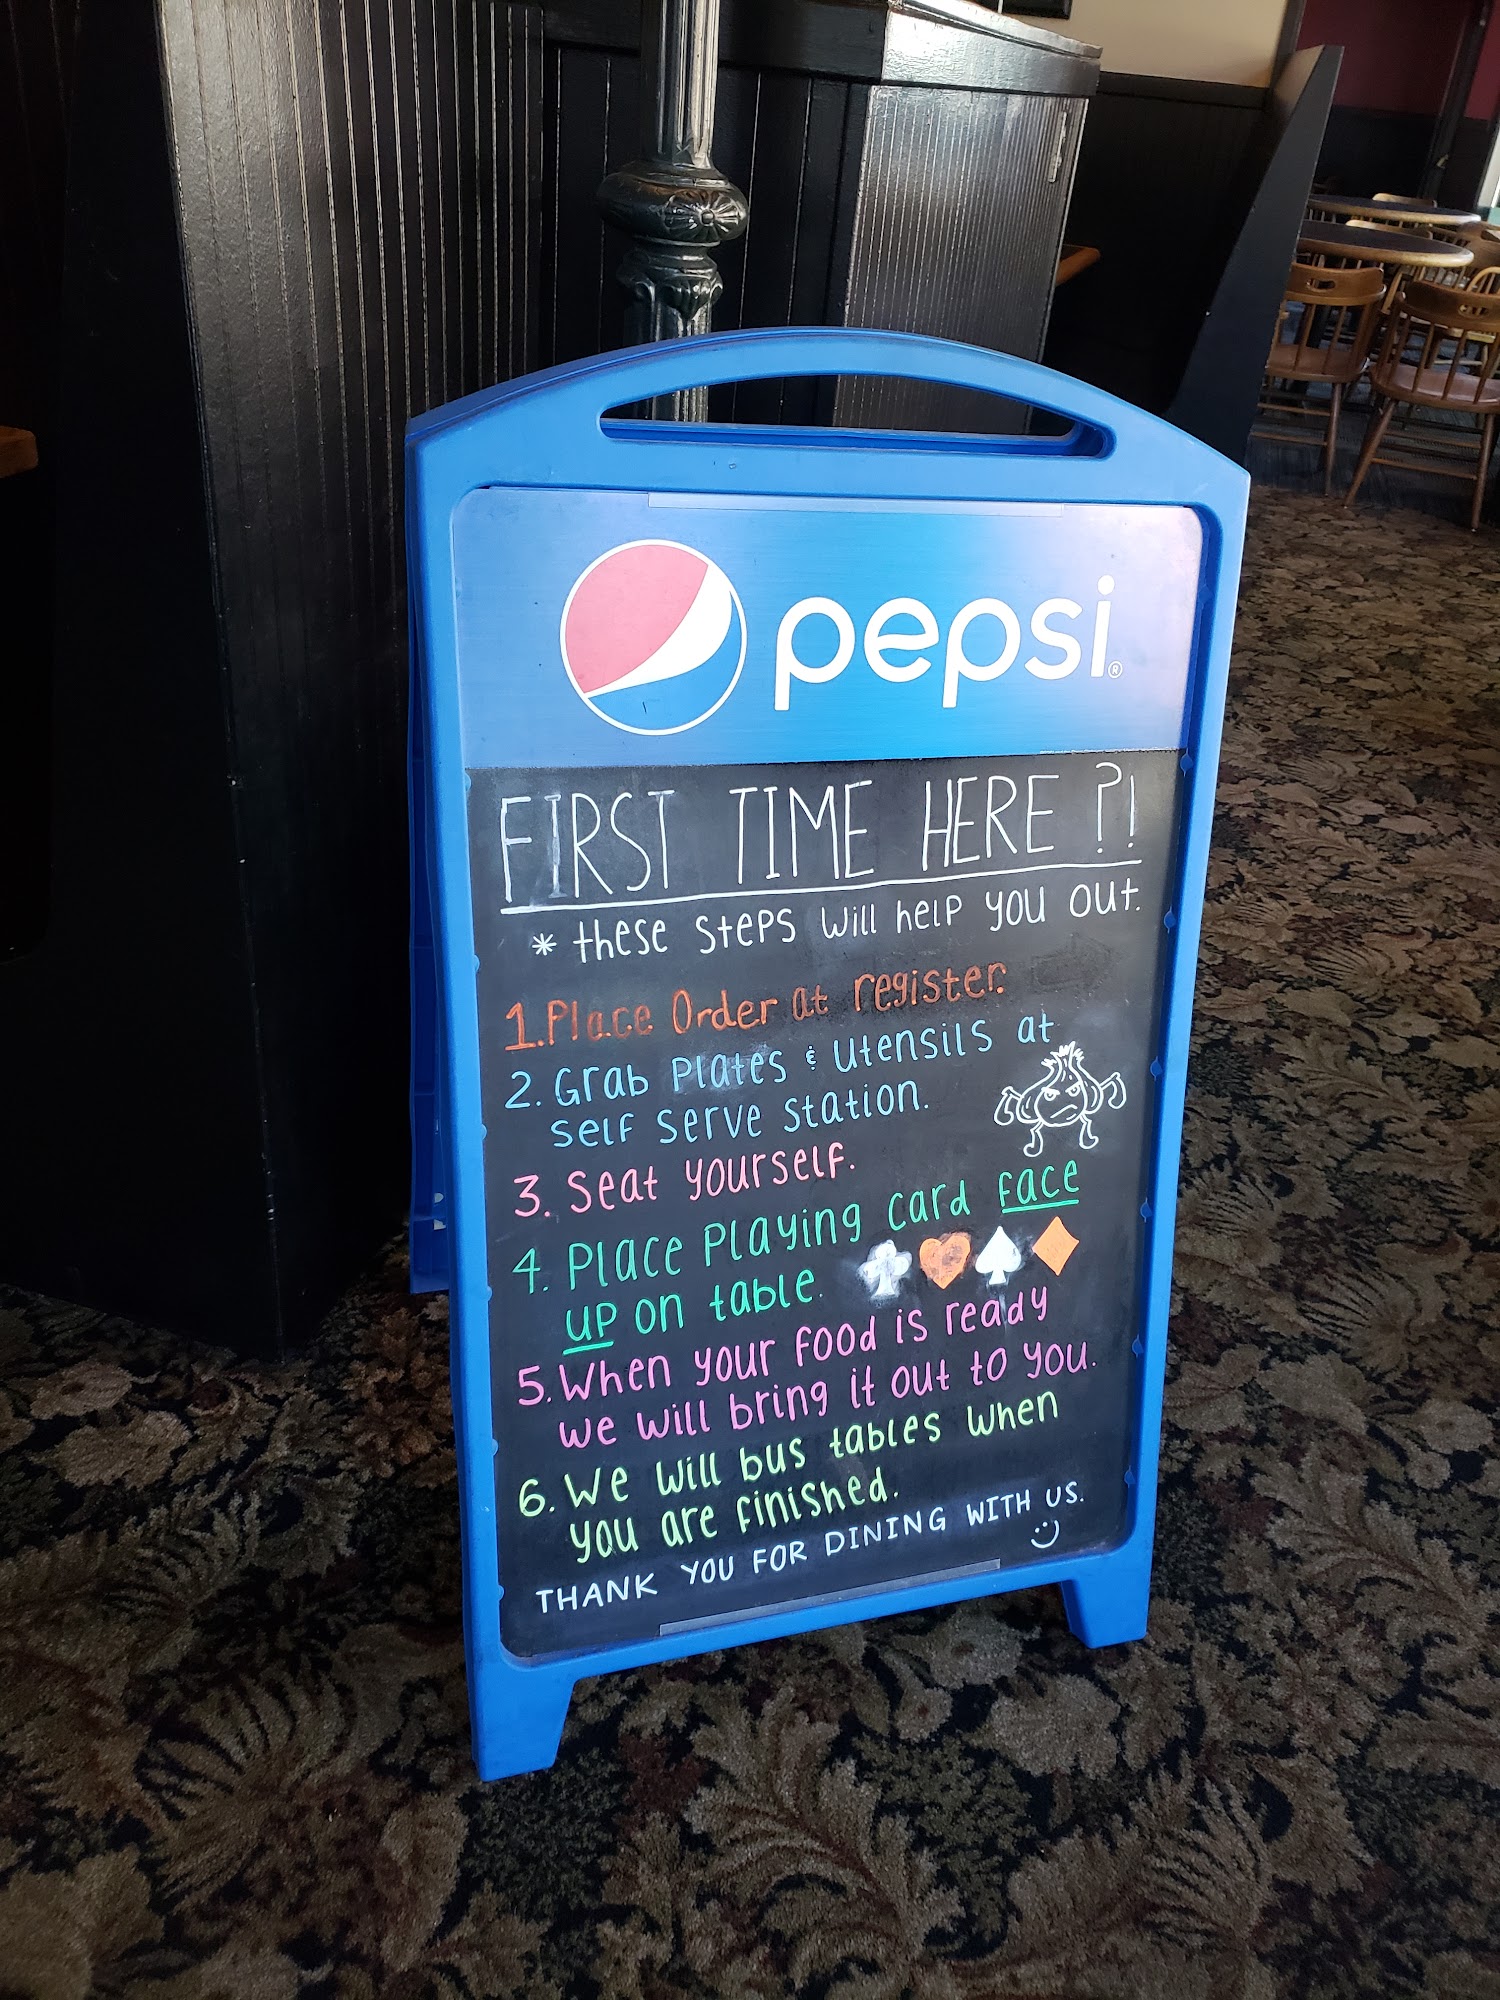 pepsi®
FIRST TIME HERE?!
* these steps will help you out.
1. Place Order at register.
2. Grab Plates & utensils at
self serve station.
3. Seat yourself.
4. Place Playing card face
up on table.
5. When your food is ready
we will bring it out to you.
6. We will bus tables when
you are finished.
THANK YOU FOR DINING WITH US.